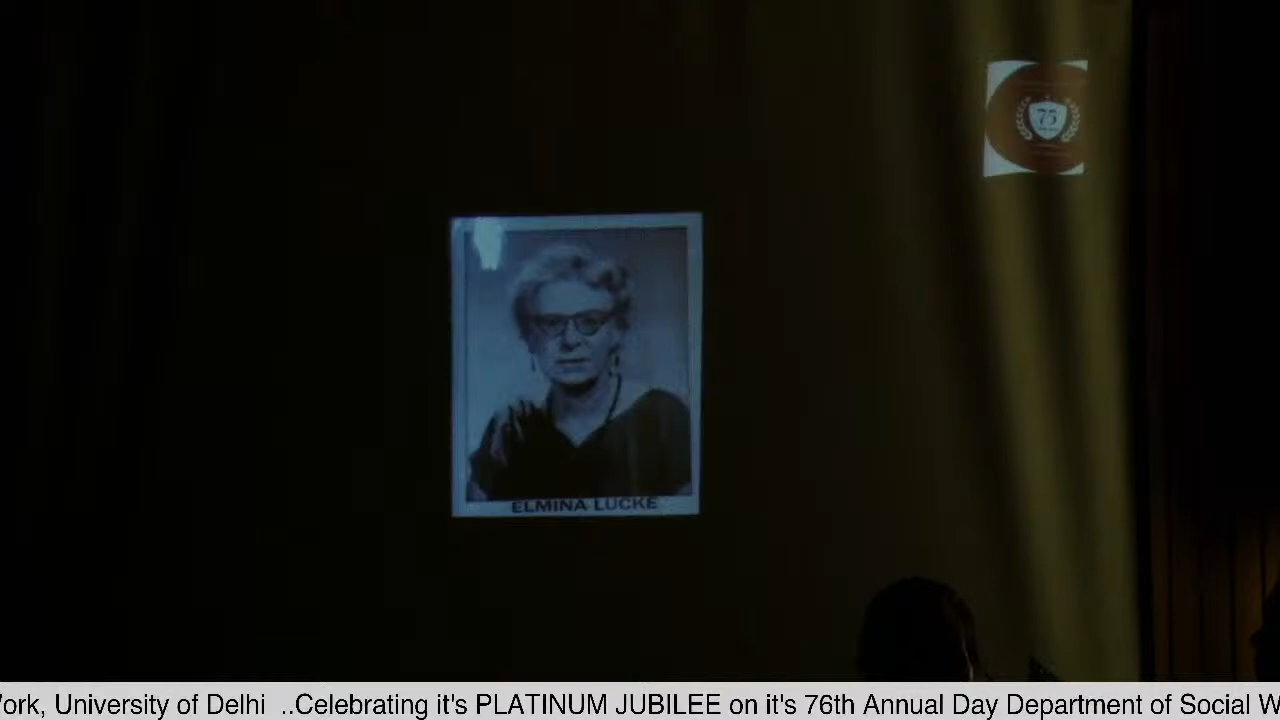 75
ELMINA LUCKE
ork, University of Delhi ..Celebrating it's PLATINUM JUBILEE on it's 76th Annual Day Department of Social W